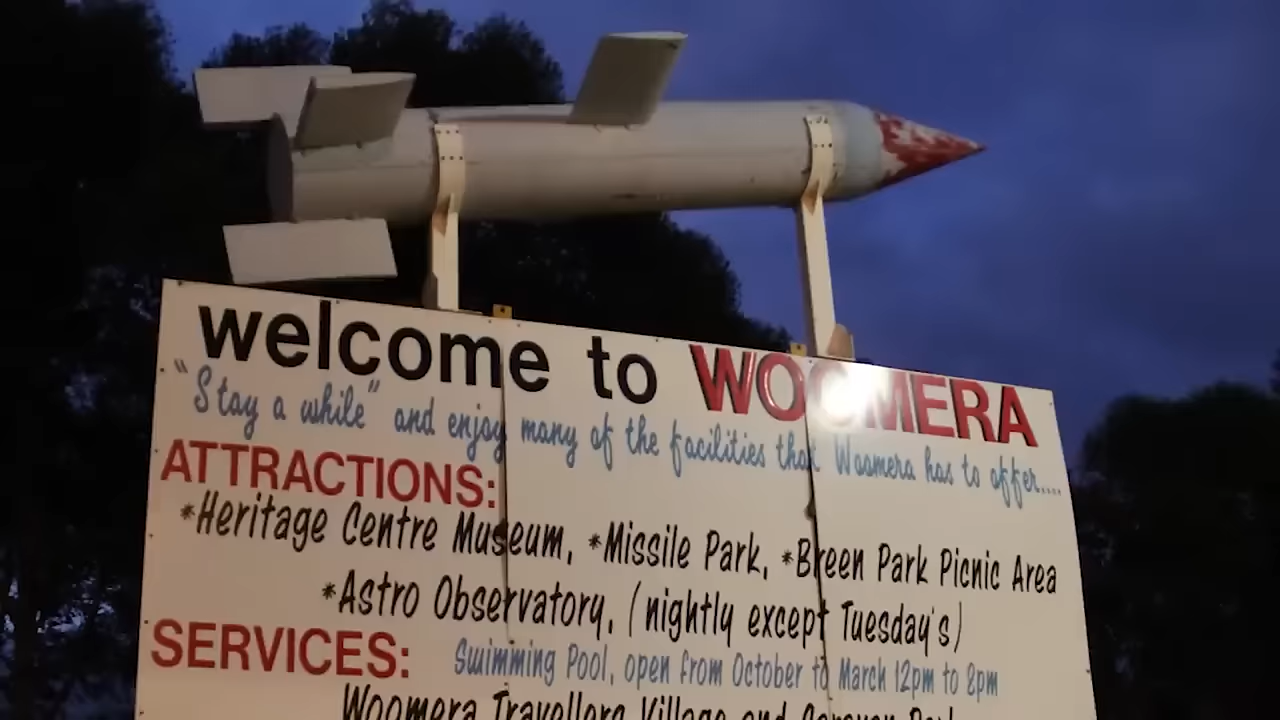 welcome to WOOMERA
"Stay a while" and enjoy many of the facilities that Woomera has to offer....
ATTRACTIONS:
*Heritage Centre Museum, *Missile Park, *Breen Park Picnic Area
*Astro Observatory, (nightly except Tuesday's)
SERVICES: Swimming Pool, open from October to March 12pm to 8pm
Woomera Travellers Village and Caravan Park